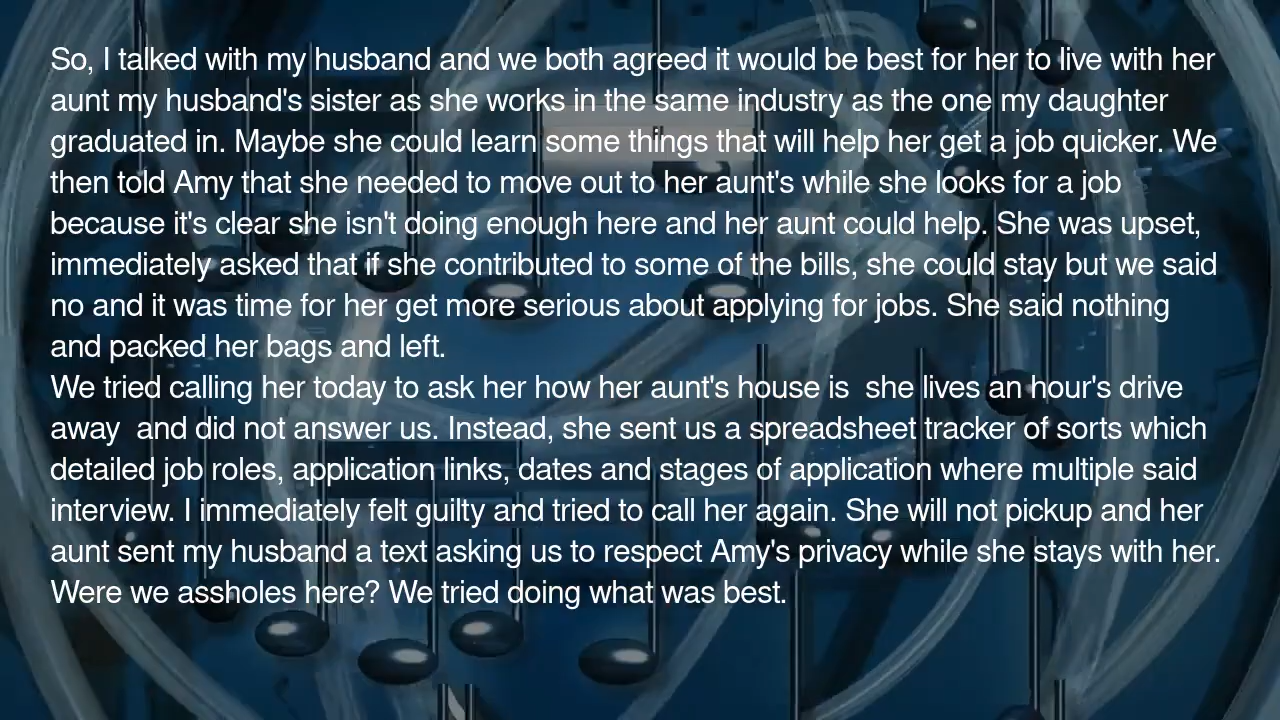 So, I talked with my husband and we both agreed it would be best for her to live with her
aunt my husband's sister as she works in the same industry as the one my daughter
graduated in. Maybe she could learn some things that will help her get a job quicker. We
then told Amy that she needed to move out to her aunt's while she looks for a job
because it's clear she isn't doing enough here and her aunt could help. She was upset,
immediately asked that if she contributed to some of the bills, she could stay but we said
no and it was time for her get more serious about applying for jobs. She said nothing
and packed her bags and left.
We tried calling her today to ask her how her aunt's house is  she lives an hour's drive
away  and did not answer us. Instead, she sent us a spreadsheet tracker of sorts which
detailed job roles, application links, dates and stages of application where multiple said
interview. I immediately felt guilty and tried to call her again. She will not pickup and her
aunt sent my husband a text asking us to respect Amy's privacy while she stays with her.
Were we assholes here? We tried doing what was best.